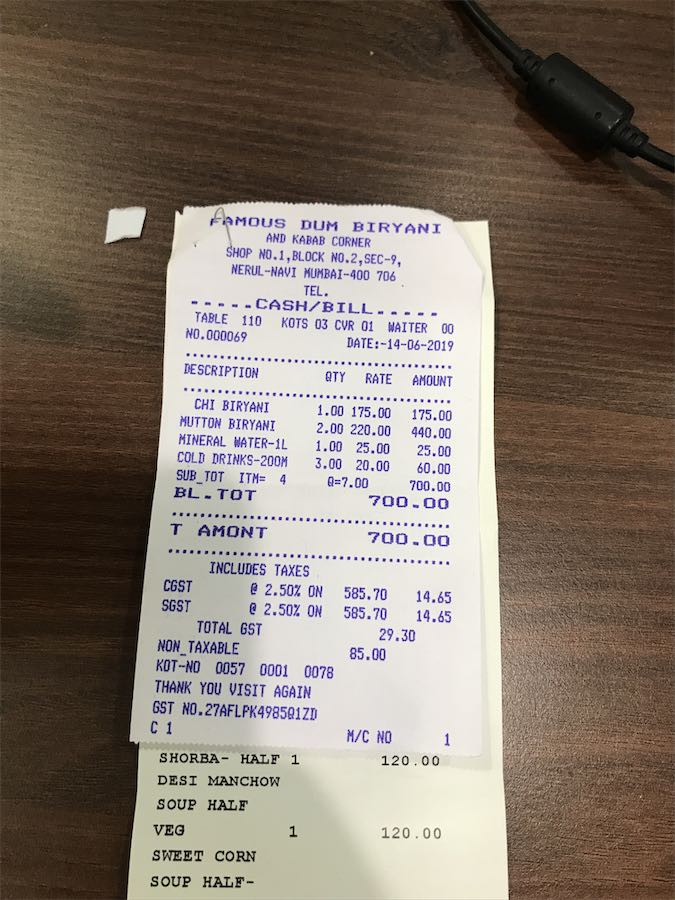 FAMOUS DUM BIRYANI
AND KABAB CORNER
SHOP NO.1,BLOCK NO.2,SEC-9,
NERUL-NAVI MUMBAI-400 706
TEL.
.....CASH/BILL.....
TABLE 110 KOTS 03 CVR 01 WAITER 00
NO.000069 DATE:-14-06-2019
DESCRIPTION QTY RATE AMOUNT
CHI BIRYANI 1.00 175.00 175.00
MUTTON BIRYANI 2.00 220.00 440.00
MINERAL WATER-1L 1.00 25.00 25.00
COLD DRINKS-200M 3.00 20.00 60.00
SUB_TOT ITM= 4 Q=7.00 700.00
BL.TOT 700.00
T AMONT 700.00
INCLUDES TAXES
CGST @ 2.50% ON 585.70 14.65
SGST @ 2.50% ON 585.70 14.65
TOTAL GST 29.30
NON_TAXABLE 85.00
KOT-NO 0057 0001 0078
THANK YOU VISIT AGAIN
GST NO.27AFLPK4985Q1ZD
C 1 M/C NO 1
SHORBA- HALF 1 120.00
DESI MANCHOW
SOUP HALF
VEG 1 120.00
SWEET CORN
SOUP HALF-